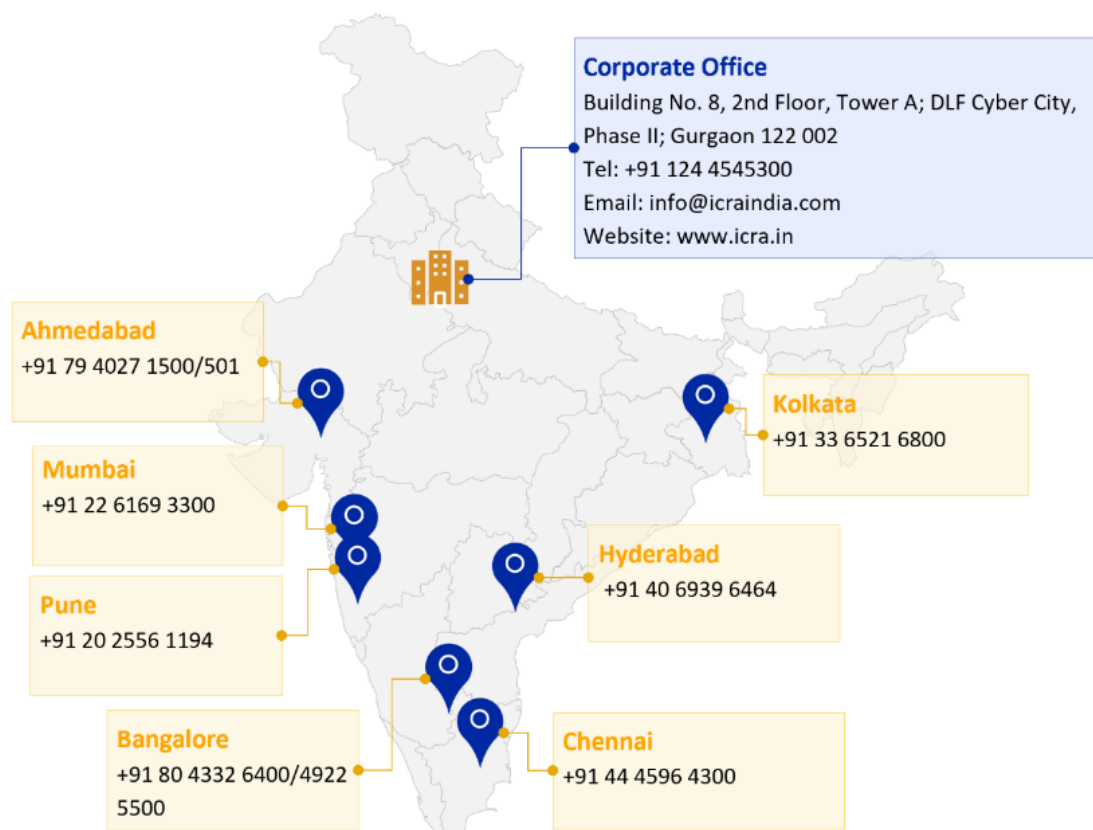 Corporate Office
Building No. 8, 2nd Floor, Tower A; DLF Cyber City,
Phase II; Gurgaon 122 002
Tel: +91 124 4545300
Email: info@icraindia.com
Website: www.icra.in
Ahmedabad
+91 79 4027 1500/501
Kolkata
+91 33 6521 6800
Mumbai
+91 22 6169 3300
Hyderabad
+91 40 6939 6464
Pune
+91 20 2556 1194
Bangalore
+91 80 4332 6400/4922
5500
Chennai
+91 44 4596 4300